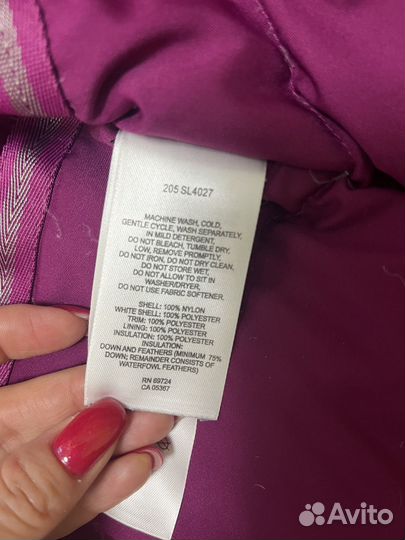 205 SL4027
MACHINE WASH, COLD,
GENTLE CYCLE, WASH SEPARATELY,
IN MILD DETERGENT,
DO NOT BLEACH, TUMBLE DRY,
LOW, REMOVE PROMPTLY,
DO NOT IRON, DO NOT DRY CLEAN,
DO NOT WET DRY,
DO NOT ALLOW TO SIT IN
WASHER/DRYER,
DO NOT USE FABRIC SOFTENER.
SHELL: 100% NYLON
WHITE SHELL: 100% POLYESTER
TRIM: 100% POLYESTER
LINING: 100% POLYESTER
INSULATION: 100% POLYESTER
INSULATION:
DOWN AND FEATHERS (MINIMUM 75%
DOWN; REMAINDER CONSISTS OF
WATERFOWL FEATHERS)
RN 69724
CA 05367
Avito